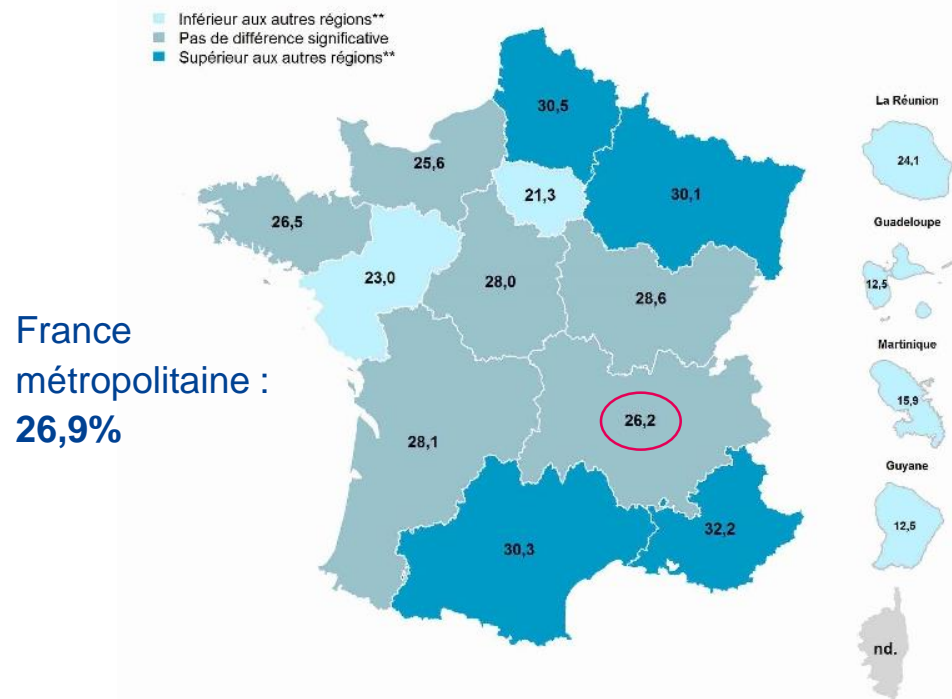 Inférieur aux autres régions**
Pas de différence significative
Supérieur aux autres régions**
30,5
La Réunion
24,1
25,6
21,3
30,1
26,5
Guadeloupe
12,5
23,0
28,0
28,6
France
métropolitaine :
26,9%
Martinique
15,9
26,2
28,1
Guyane
12,5
32,2
30,3
nd.